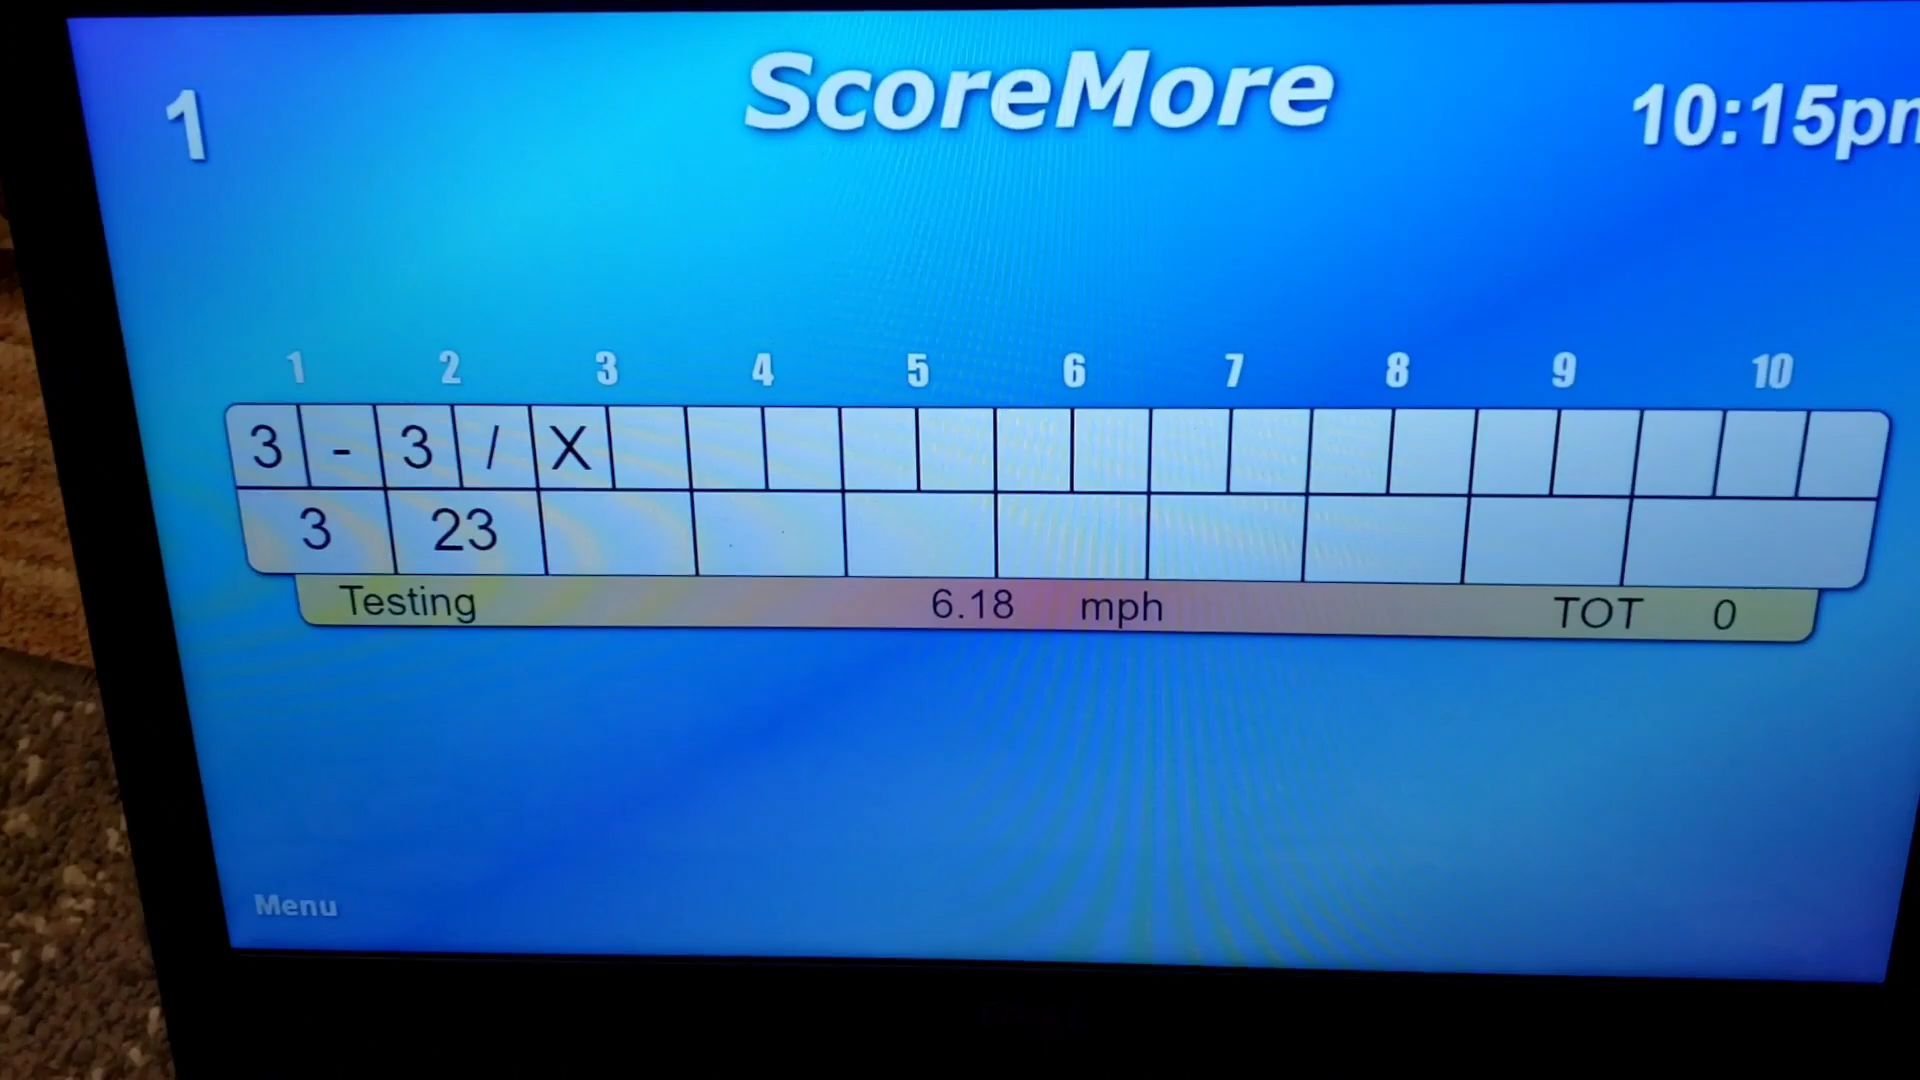 1 ScoreMore 10:15pm
1 2 3 4 5 6 7 8 9 10
3 - 3 / X
3 23
Testing 6.18 mph TOT 0
Menu